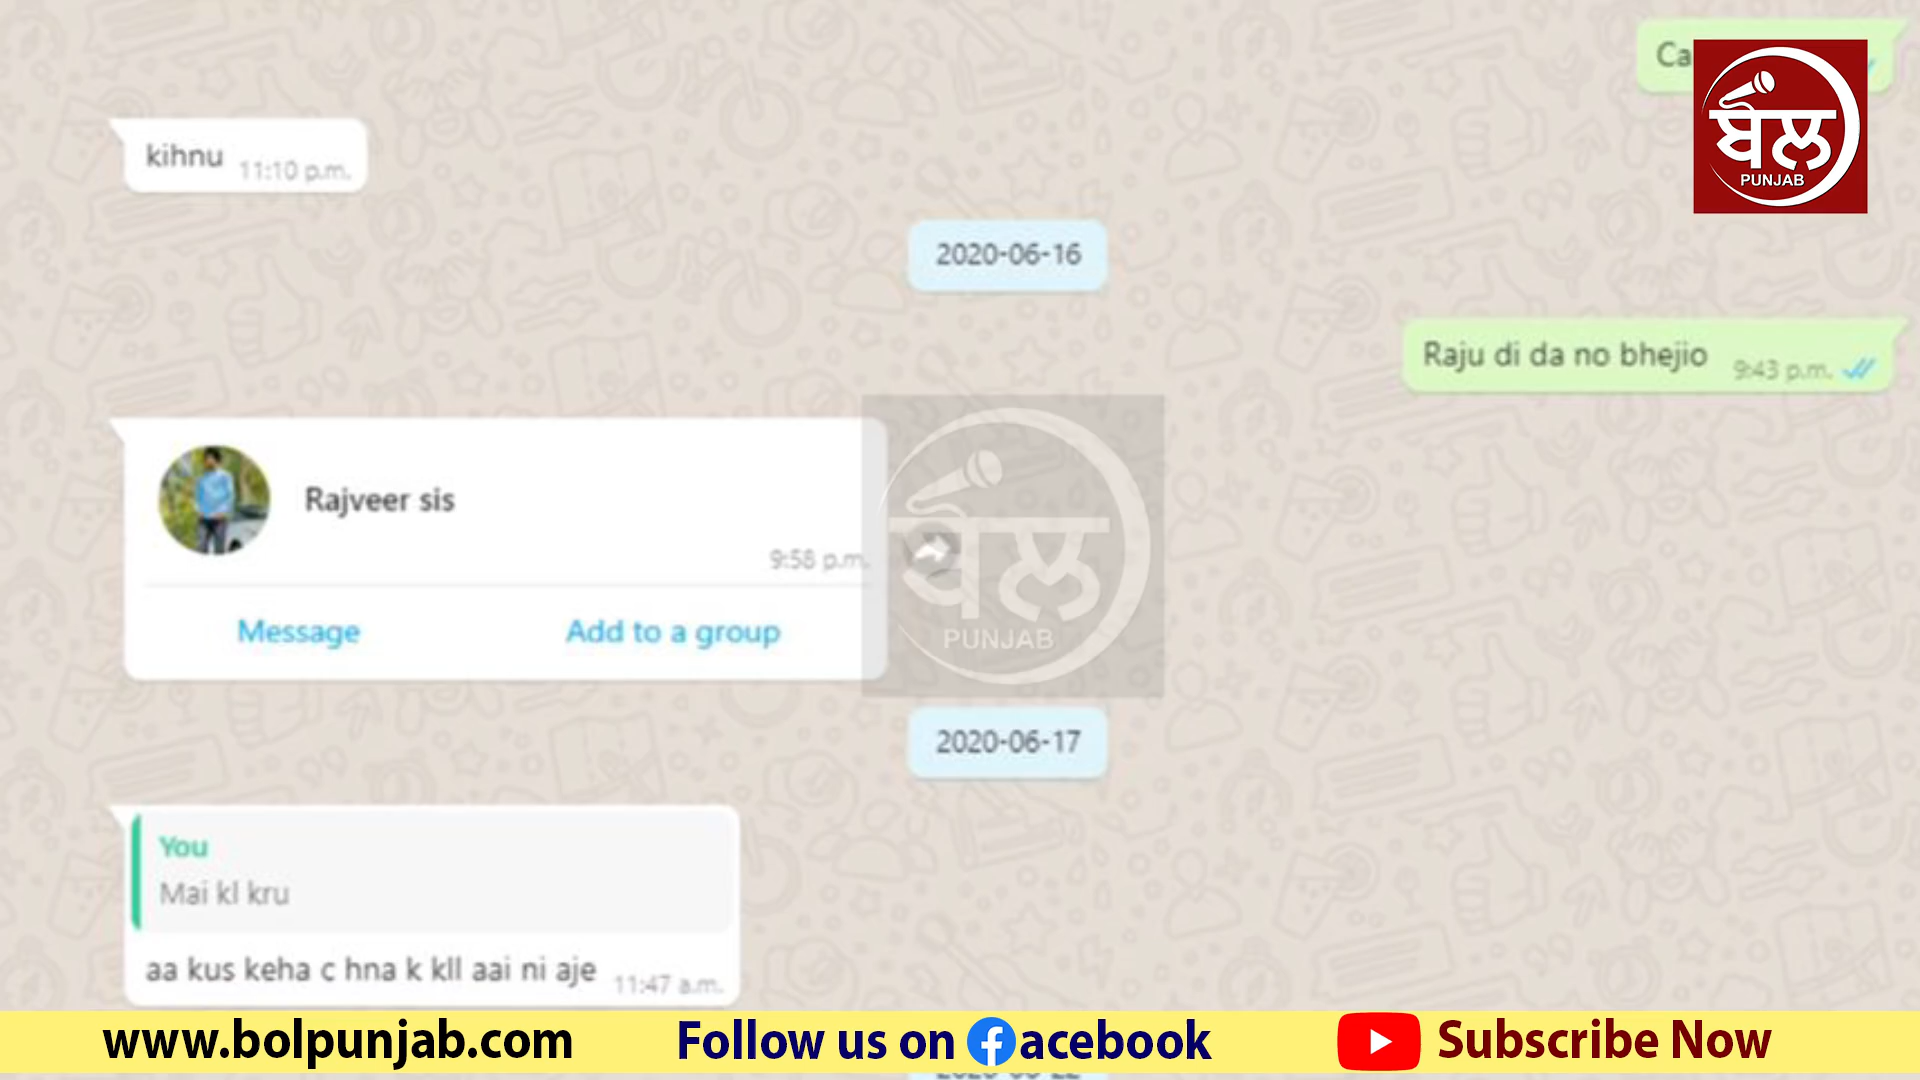 Ca
ਬੋਲ
PUNJAB
kihnu 11:10 p.m.
2020-06-16
Raju di da no bhejio 9:43 p.m.
Rajveer sis
9:58 p.m.
Message Add to a group
ਬੋਲ
PUNJAB
2020-06-17
You
Mai kl kru
aa kus keha c hna k kll aai ni aje 11:47 a.m.
www.bolpunjab.com Follow us on facebook Subscribe Now